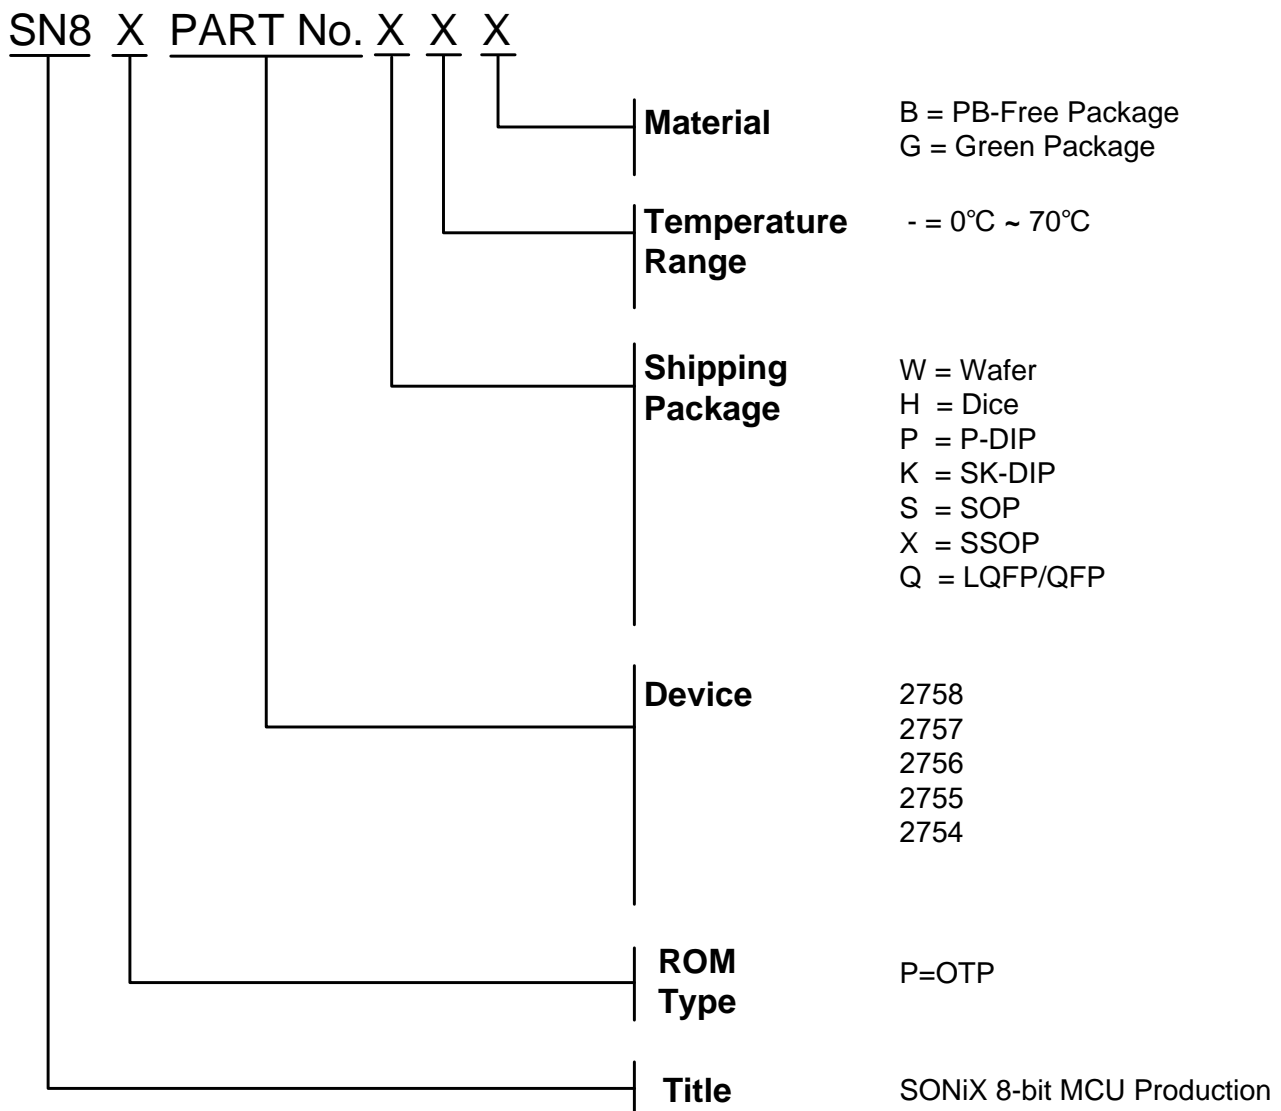 SN8 X PART No. X X X
Material
B = PB-Free Package
G = Green Package
Temperature
Range
- = 0℃ ~ 70℃
Shipping
Package
W = Wafer
H = Dice
P = P-DIP
K = SK-DIP
S = SOP
X = SSOP
Q = LQFP/QFP
Device
2758
2757
2756
2755
2754
ROM
Type
P=OTP
Title
SONiX 8-bit MCU Production